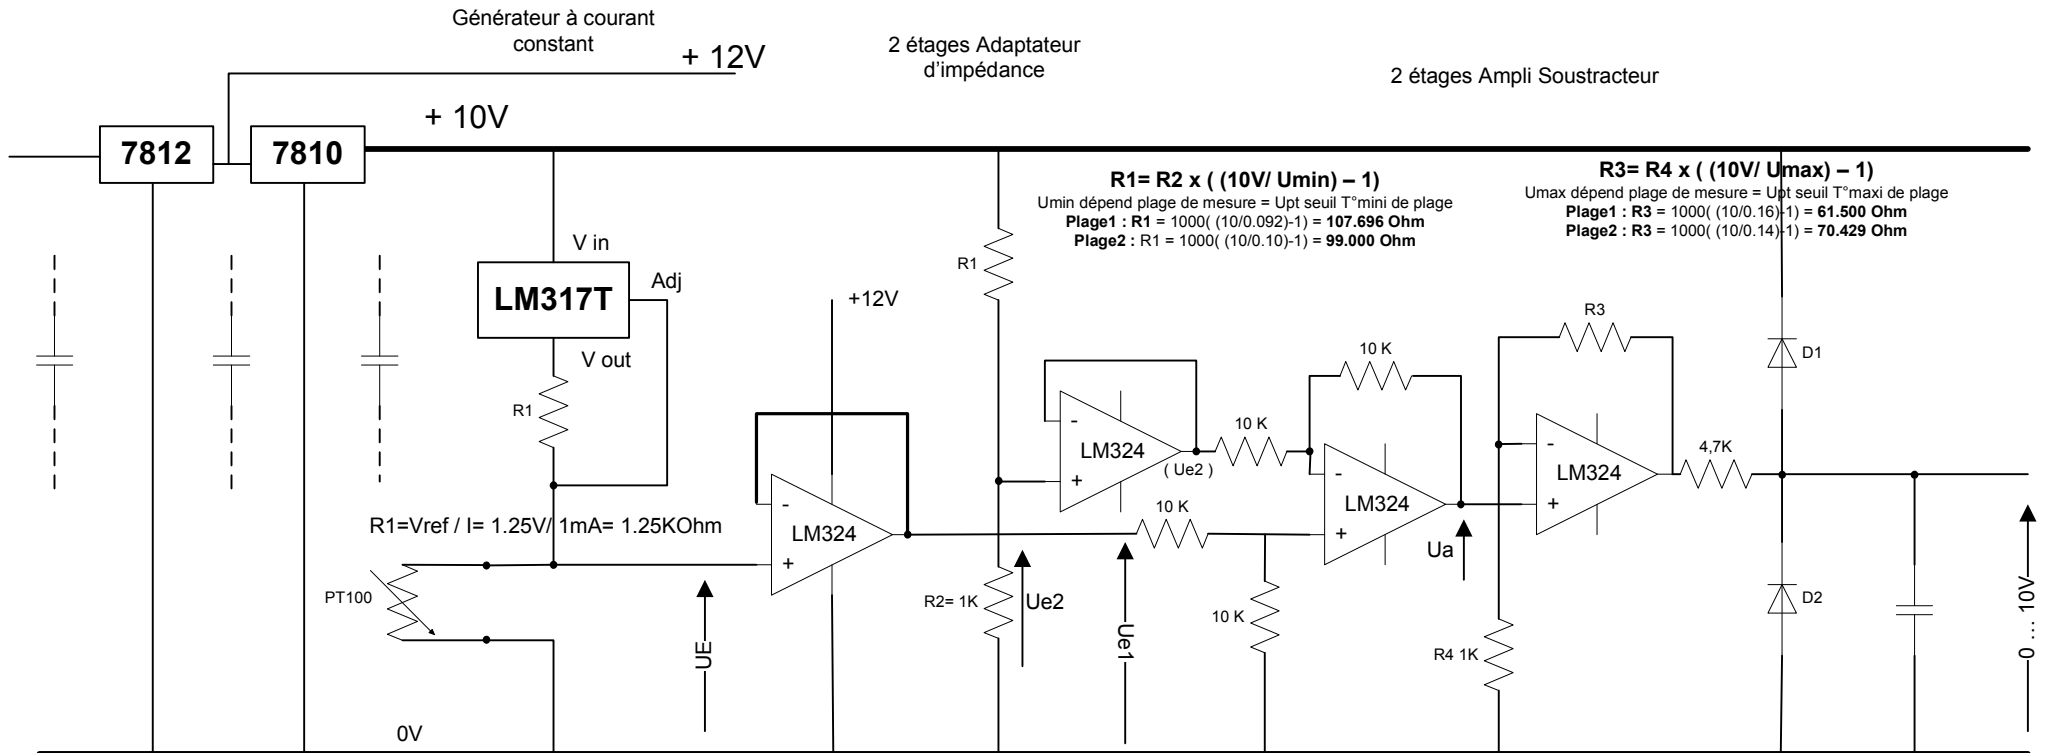 Générateur à courant
constant
+ 12V
2 étages Adaptateur
d'impédance
2 étages Ampli Soustracteur
+ 10V
7812
7810
R1= R2 x ( (10V/ Umin) – 1)
Umin dépend plage de mesure = Upt seuil T°mini de plage
Plage1 : R1 = 1000( (10/0.092)-1) = 107.696 Ohm
Plage2 : R1 = 1000( (10/0.10)-1) = 99.000 Ohm
R3= R4 x ( (10V/ Umax) – 1)
Umax dépend plage de mesure = Upt seuil T°maxi de plage
Plage1 : R3 = 1000( (10/0.16)-1) = 61.500 Ohm
Plage2 : R3 = 1000( (10/0.14)-1) = 70.429 Ohm
V in
Adj
LM317T
V out
R1
+12V
R1
R3
10 K
D1
R1=Vref / I= 1.25V/ 1mA= 1.25KOhm
-
LM324
+
-
LM324
+
( Ue2 )
10 K
10 K
-
LM324
+
Ua
-
LM324
+
4,7K
PT100
UE
R2= 1K
Ue2
Ue1
10 K
R4 1K
D2
0 … 10V
0V